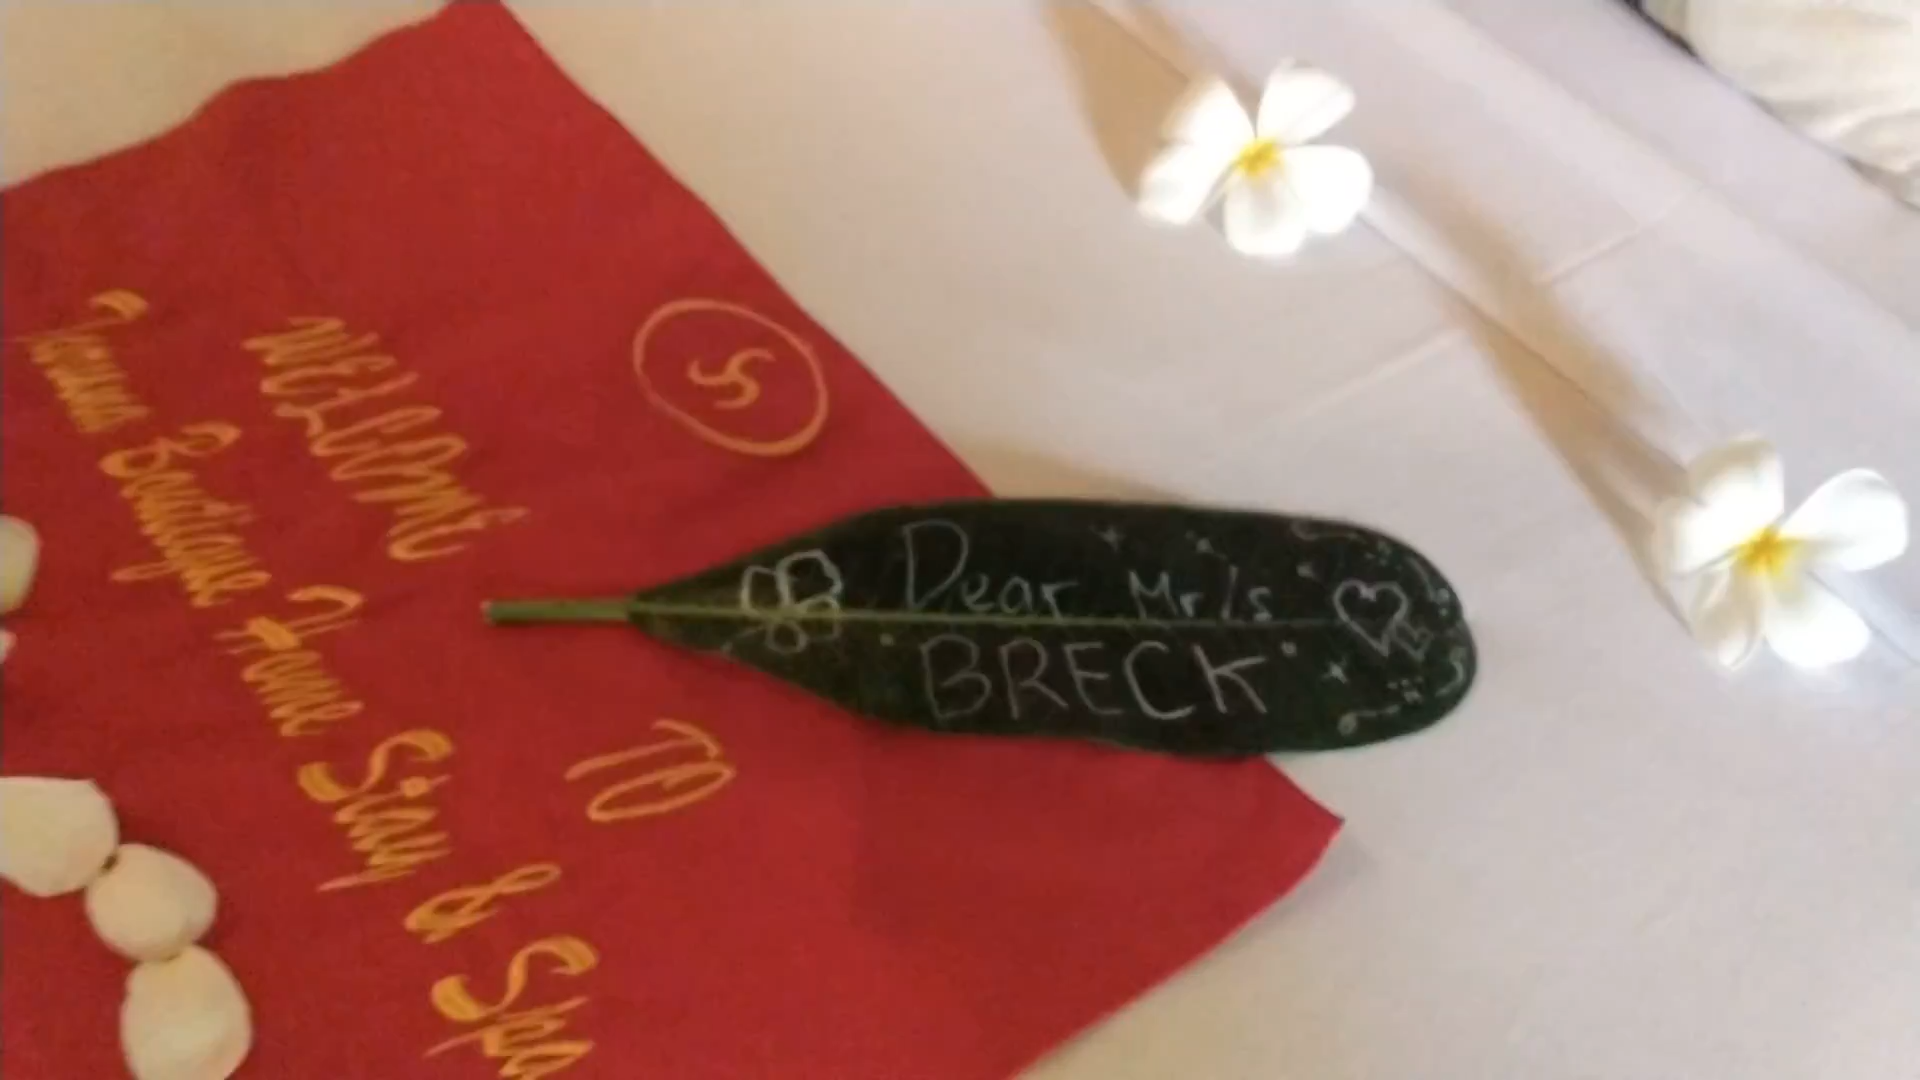 WELCOME
TO
Boutique Home Stay & Spa
Dear Mr/s
"BRECK"